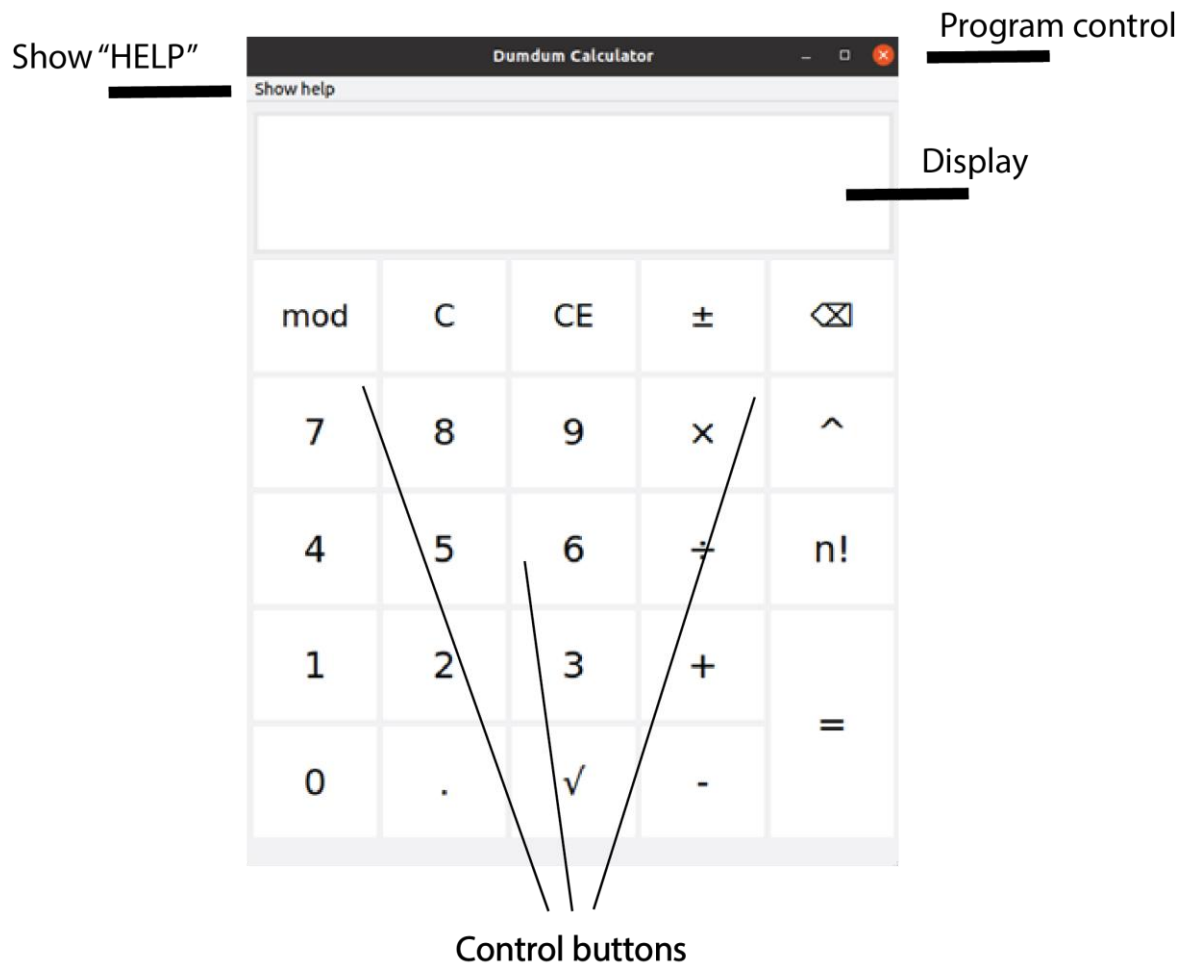 Program control
Show “HELP”
Dumdum Calculator
Show help
Display
mod C CE ± ⌫
7 8 9 × ^
4 5 6 ÷ n!
1 2 3 +
=
0 . √ -
Control buttons